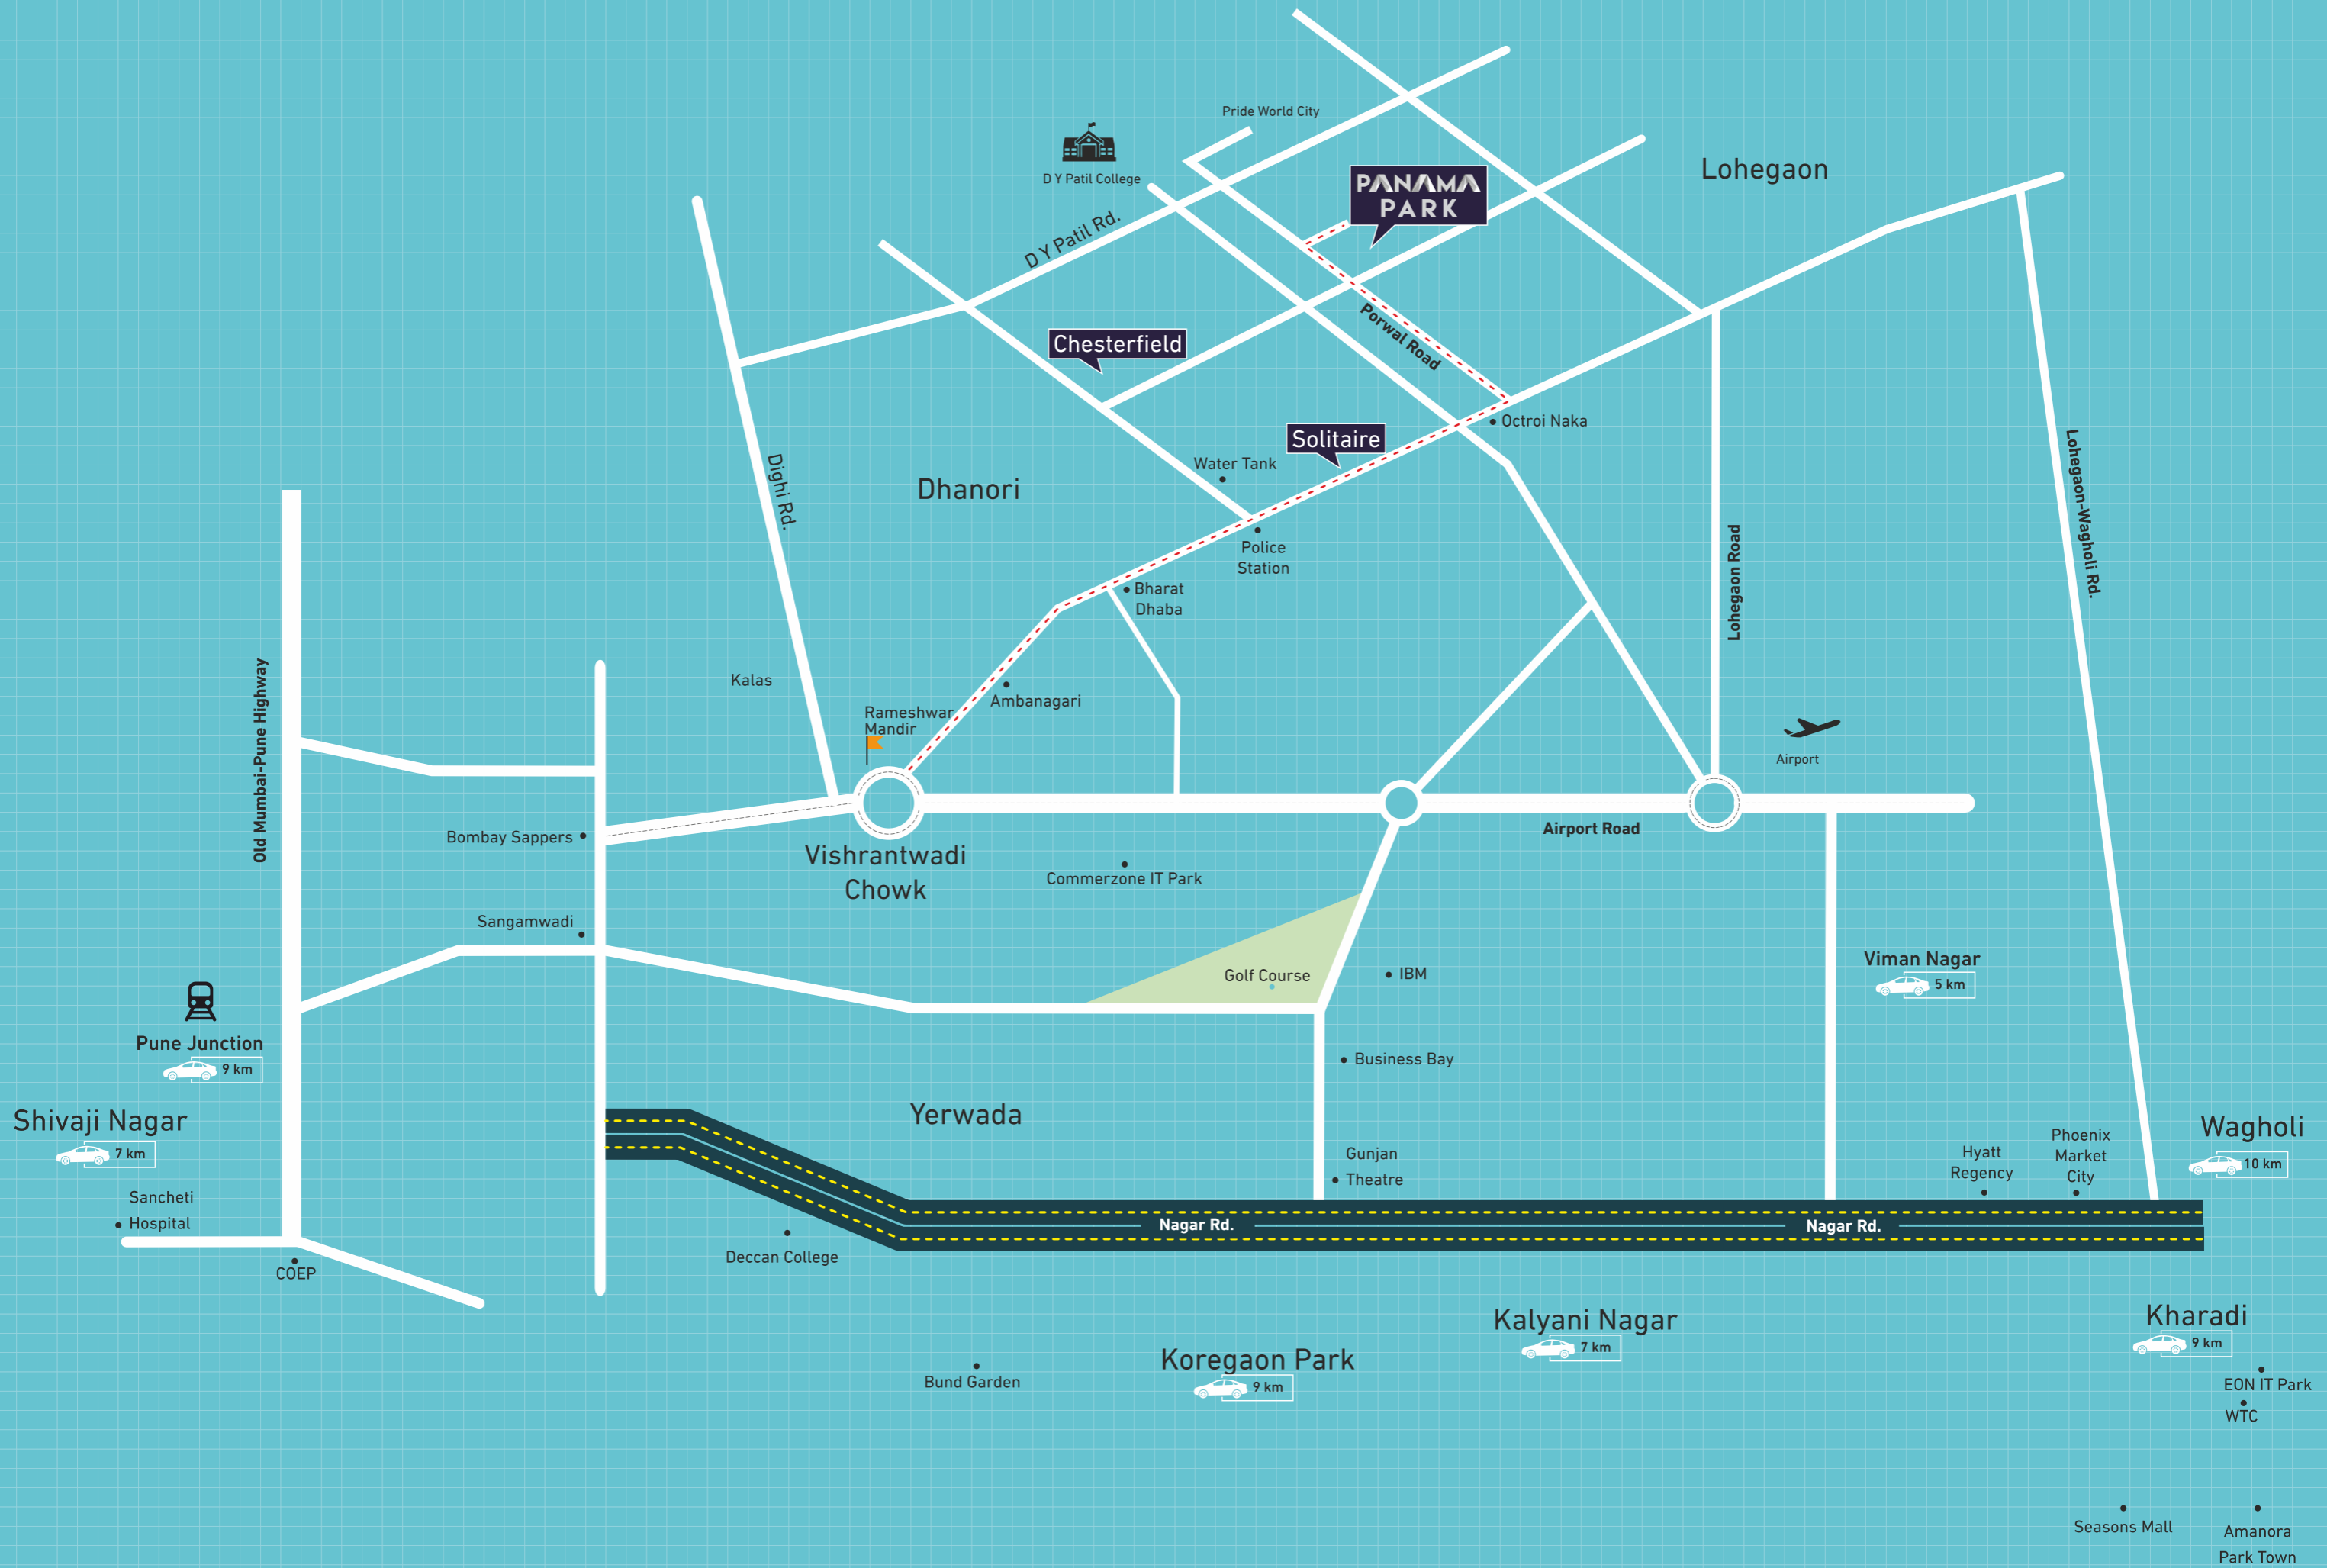 Pride World City
D Y Patil College
PANAMA
PARK
Lohegaon
D Y Patil Rd.
Chesterfield
Porwal Road
Octroi Naka
Solitaire
Water Tank
Dhanori
Dighi Rd.
Police
Station
Bharat
Dhaba
Lohegaon Road
Lohegaon-Wagholi Rd.
Kalas
Ambanagari
Rameshwar
Mandir
Airport
Old Mumbai-Pune Highway
Bombay Sappers
Airport Road
Vishrantwadi
Chowk
Commerzone IT Park
Sangamwadi
Golf Course
IBM
Viman Nagar
5 km
Pune Junction
9 km
Business Bay
Shivaji Nagar
7 km
Yerwada
Wagholi
10 km
Phoenix
Market
City
Hyatt
Regency
Gunjan
Theatre
Sancheti
Hospital
Nagar Rd.
Nagar Rd.
Deccan College
COEP
Kalyani Nagar
7 km
Kharadi
9 km
Koregaon Park
9 km
Bund Garden
EON IT Park
WTC
Seasons Mall
Amanora
Park Town